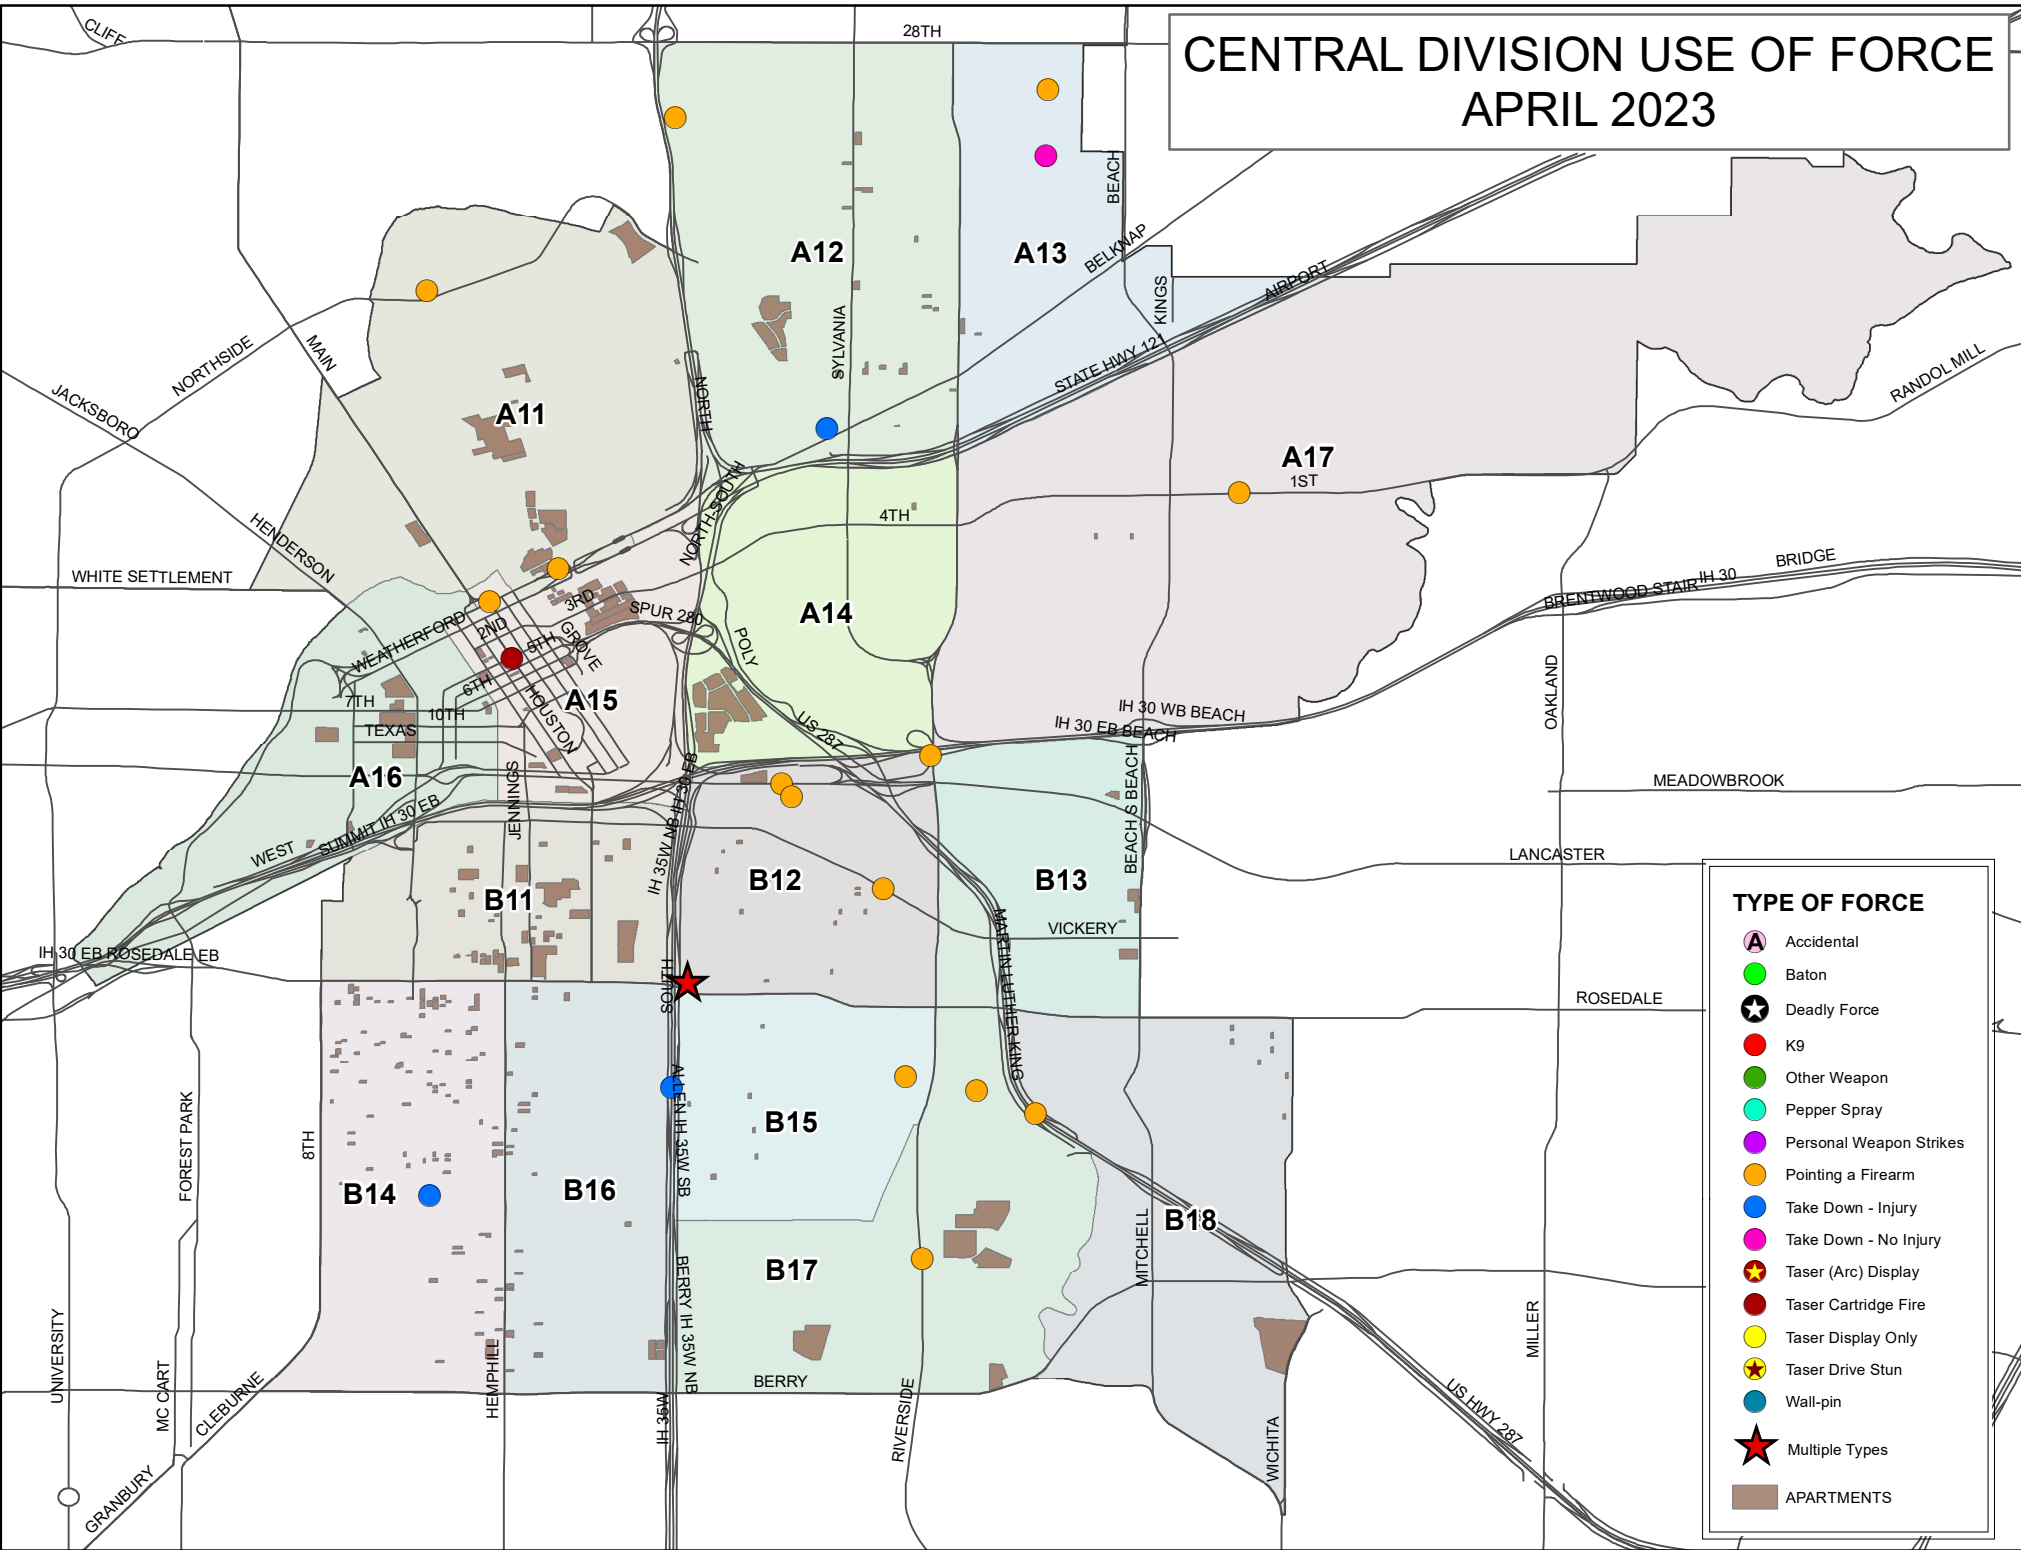 CENTRAL DIVISION USE OF FORCE
APRIL 2023
CLIFF
28TH
BEACH
A12
A13
BELKNAP
KINGS
AIRPORT
SYLVANIA
NORTHSIDE
MAIN
STATE HWY 121
RANDOL MILL
JACKSBORO
NORTH
A11
A17
1ST
NORTH-SOUTH
4TH
HENDERSON
WHITE SETTLEMENT
BRIDGE
IH 30
BRENTWOOD STAIR
3RD
SPUR 280
A14
2ND
WEATHERFORD
5TH
GROVE
POLY
6TH
7TH
A15
HOUSTON
10TH
TEXAS
US 287
IH 30 WB BEACH
IH 30 EB BEACH
OAKLAND
A16
MEADOWBROOK
JENNINGS
IH 35W NB IH 30 EB
BEACH S BEACH
SUMMIT IH 30 EB
WEST
LANCASTER
B11
B12
B13
VICKERY
MARTIN LUTHER KING
IH 30 EB ROSEDALE EB
SOUTH
ROSEDALE
ALLEN IH 35W SB
FOREST PARK
8TH
B15
B14
B16
MITCHELL
B18
B17
BERRY IH 35W NB
UNIVERSITY
MC CART
CLEBURNE
HEMPHILL
BERRY
IH 35W
RIVERSIDE
MILLER
WICHITA
US HWY 287
GRANBURY
TYPE OF FORCE
A Accidental
Baton
Deadly Force
K9
Other Weapon
Pepper Spray
Personal Weapon Strikes
Pointing a Firearm
Take Down - Injury
Take Down - No Injury
Taser (Arc) Display
Taser Cartridge Fire
Taser Display Only
Taser Drive Stun
Wall-pin
Multiple Types
APARTMENTS